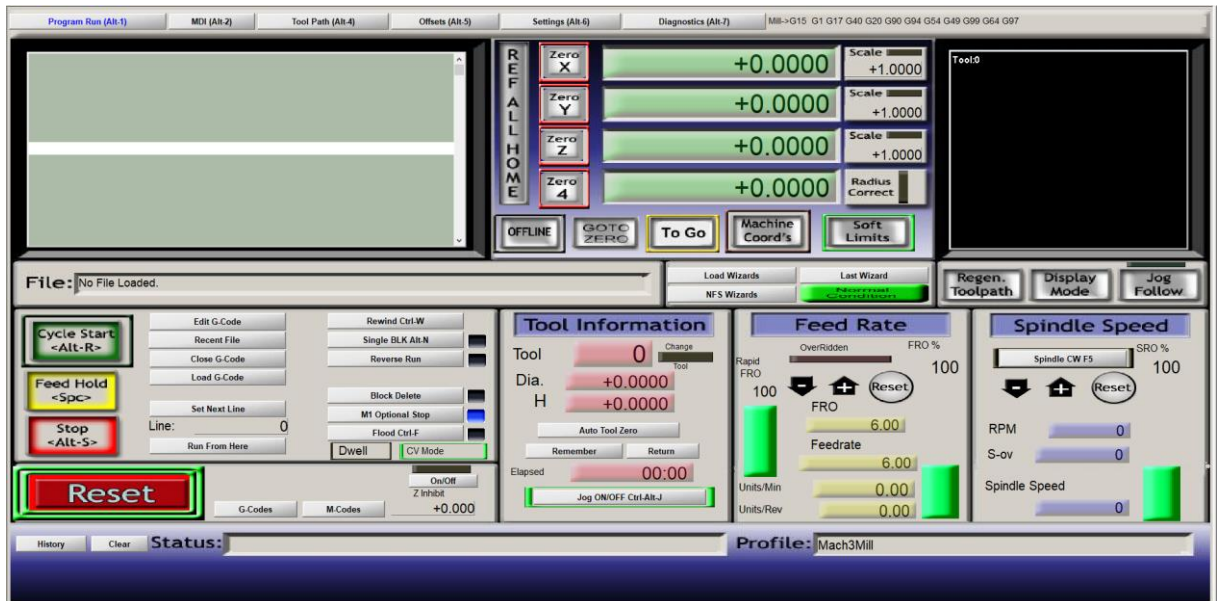 Program Run (Alt-1) MDI (Alt-2) Tool Path (Alt-4) Offsets (Alt-5) Settings (Alt-6) Diagnostics (Alt-7) Mill->G15 G1 G17 G40 G20 G90 G94 G54 G49 G99 G64 G97
REF ALL HOME
Zero X +0.0000 Scale +1.0000
Zero Y +0.0000 Scale +1.0000
Zero Z +0.0000 Scale +1.0000
Zero 4 +0.0000 Radius Correct
OFFLINE GOTO ZERO To Go Machine Coord's Soft Limits
Tool:0
File: No File Loaded.
Load Wizards Last Wizard
NFS Wizards Normal Condition
Regen. Toolpath Display Mode Jog Follow
Cycle Start
<Alt-R>
Feed Hold
<Spc>
Stop
<Alt-S>
Edit G-Code
Recent File
Close G-Code
Load G-Code
Set Next Line
Line: 0
Run From Here
Rewind Ctrl-W
Single BLK Alt-N
Reverse Run
Block Delete
M1 Optional Stop
Flood Ctrl-F
Dwell CV Mode
Reset
G-Codes M-Codes
On/Off
Z Inhibit
+0.000
Tool Information
Tool 0 Change Tool
Dia. +0.0000
H +0.0000
Auto Tool Zero
Remember Return
Elapsed 00:00
Jog ON/OFF Ctrl-Alt-J
Feed Rate
OverRidden FRO %
100
Rapid FRO
100
Reset
FRO
6.00
Feedrate
6.00
Units/Min 0.00
Units/Rev 0.00
Spindle Speed
Spindle CW F5 SRO %
100
Reset
RPM 0
S-ov 0
Spindle Speed
0
History Clear Status: Profile: Mach3Mill